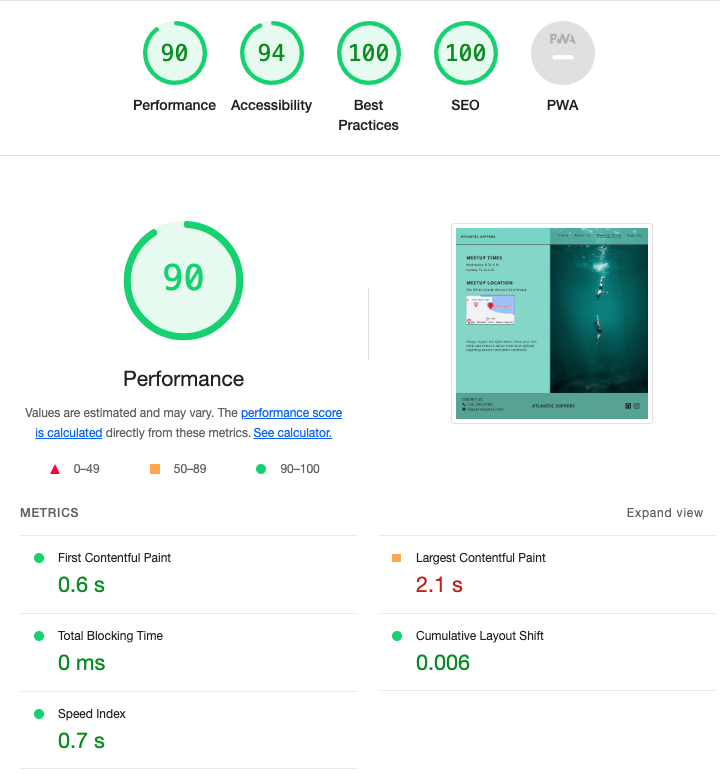 90
94
100
100
PWA
Performance
Accessibility
Best
Practices
SEO
PWA
90
ATLANTIC DIPPERS
MEETUP TIMES
MEETUP LOCATION
ATLANTIC DIPPERS
Performance
Values are estimated and may vary. The performance score
is calculated directly from these metrics. See calculator.
0–49
50–89
90–100
METRICS
Expand view
First Contentful Paint
0.6 s
Largest Contentful Paint
2.1 s
Total Blocking Time
0 ms
Cumulative Layout Shift
0.006
Speed Index
0.7 s